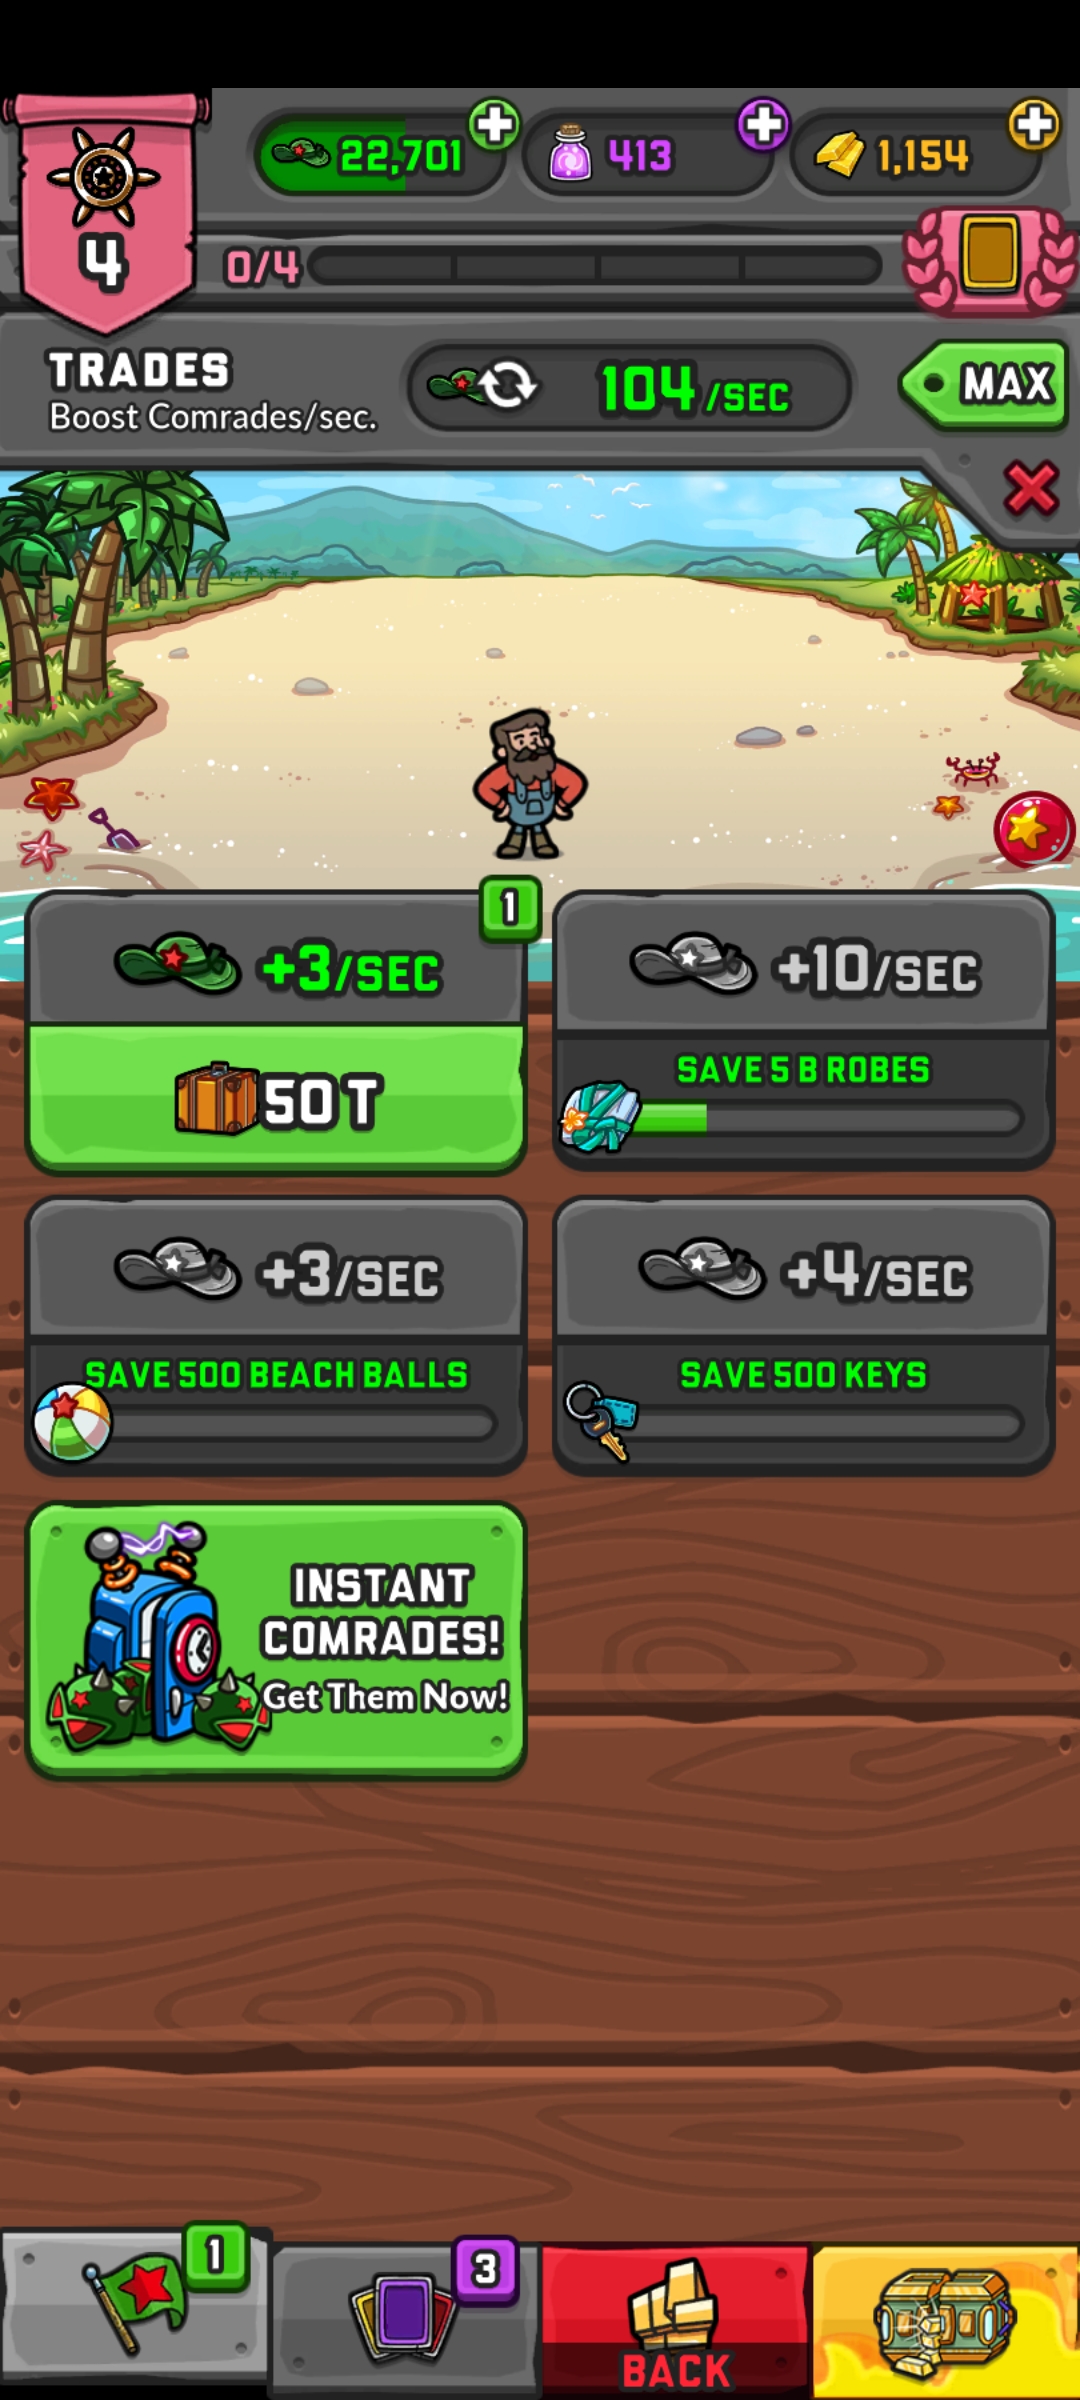 22,701
413
1,154
4
0/4
TRADES
Boost Comrades/sec.
104/SEC
MAX
1
+3/SEC
50 T
+10/SEC
SAVE 5 B ROBES
+3/SEC
SAVE 500 BEACH BALLS
+4/SEC
SAVE 500 KEYS
INSTANT
COMRADES!
Get Them Now!
1
3
BACK